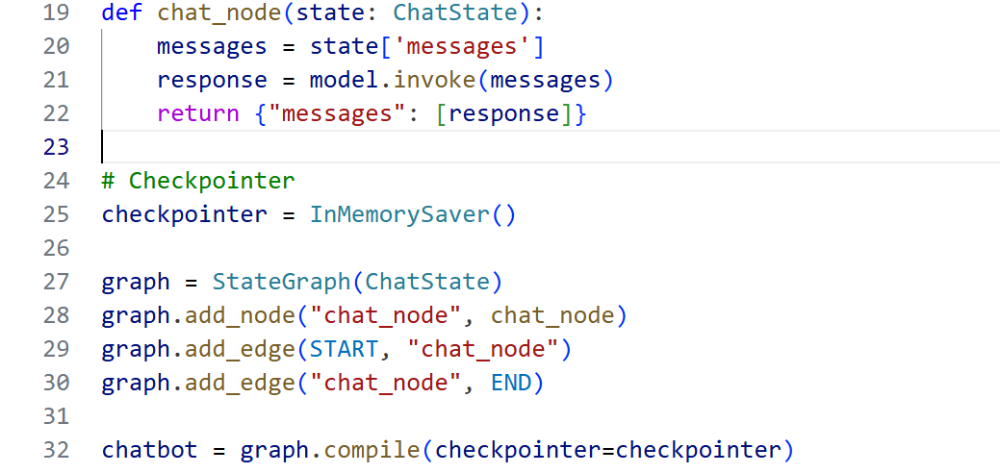 19 def chat_node(state: ChatState):
20     messages = state['messages']
21     response = model.invoke(messages)
22     return {"messages": [response]}
23
24 # Checkpointer
25 checkpointer = InMemorySaver()
26
27 graph = StateGraph(ChatState)
28 graph.add_node("chat_node", chat_node)
29 graph.add_edge(START, "chat_node")
30 graph.add_edge("chat_node", END)
31
32 chatbot = graph.compile(checkpointer=checkpointer)